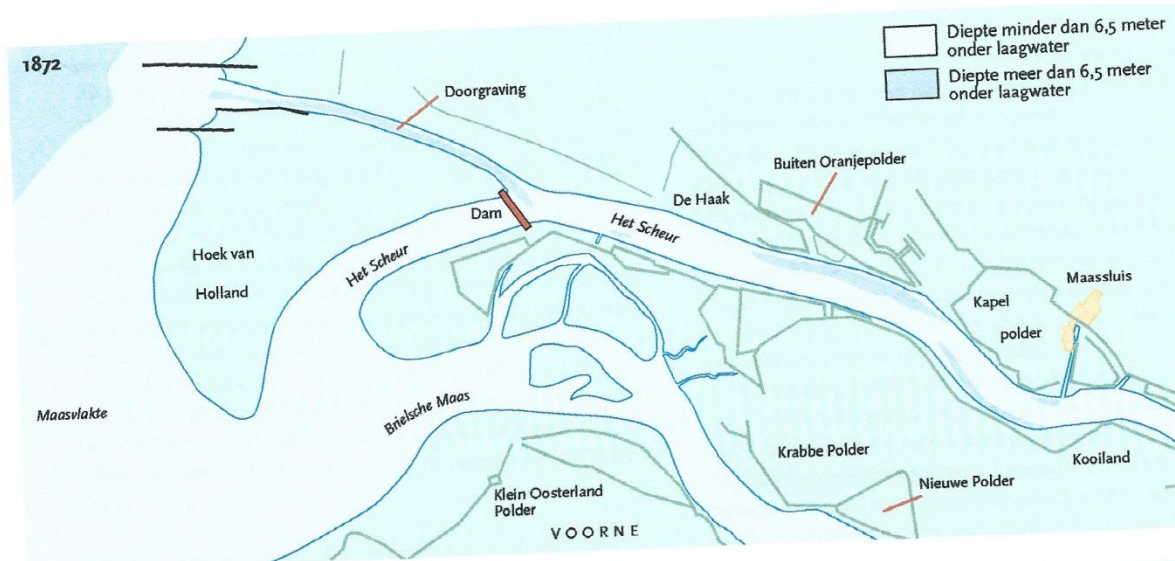 1872
Diepte minder dan 6,5 meter
onder laagwater
Diepte meer dan 6,5 meter
onder laagwater
Doorgraving
Buiten Oranjepolder
De Haak
Dam
Het Scheur
Hoek van
Holland
Het Scheur
Maassluis
Kapel
polder
Maasvlakte
Brielsche Maas
Krabbe Polder
Kooiland
Nieuwe Polder
Klein Oosterland
Polder
VOORNE